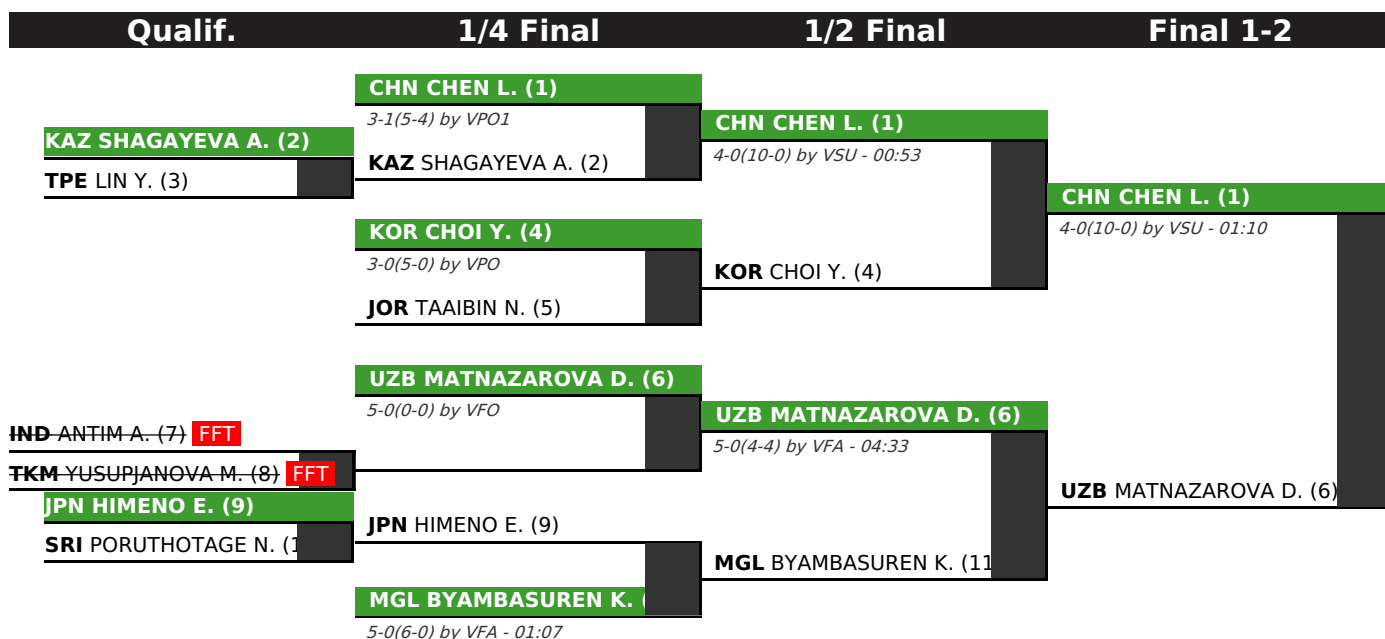 Qualif.
1/4 Final
1/2 Final
Final 1-2
KAZ SHAGAYEVA A. (2)
TPE LIN Y. (3)
IND ANTIM A. (7) FFT
TKM YUSUPJANOVA M. (8) FFT
JPN HIMENO E. (9)
SRI PORUTHOTAGE N. (1
CHN CHEN L. (1)
3-1(5-4) by VPO1
KAZ SHAGAYEVA A. (2)
KOR CHOI Y. (4)
3-0(5-0) by VPO
JOR TAAIBIN N. (5)
UZB MATNAZAROVA D. (6)
5-0(0-0) by VFO
JPN HIMENO E. (9)
MGL BYAMBASUREN K. (
5-0(6-0) by VFA - 01:07
CHN CHEN L. (1)
4-0(10-0) by VSU - 00:53
KOR CHOI Y. (4)
UZB MATNAZAROVA D. (6)
5-0(4-4) by VFA - 04:33
MGL BYAMBASUREN K. (11
CHN CHEN L. (1)
4-0(10-0) by VSU - 01:10
UZB MATNAZAROVA D. (6)